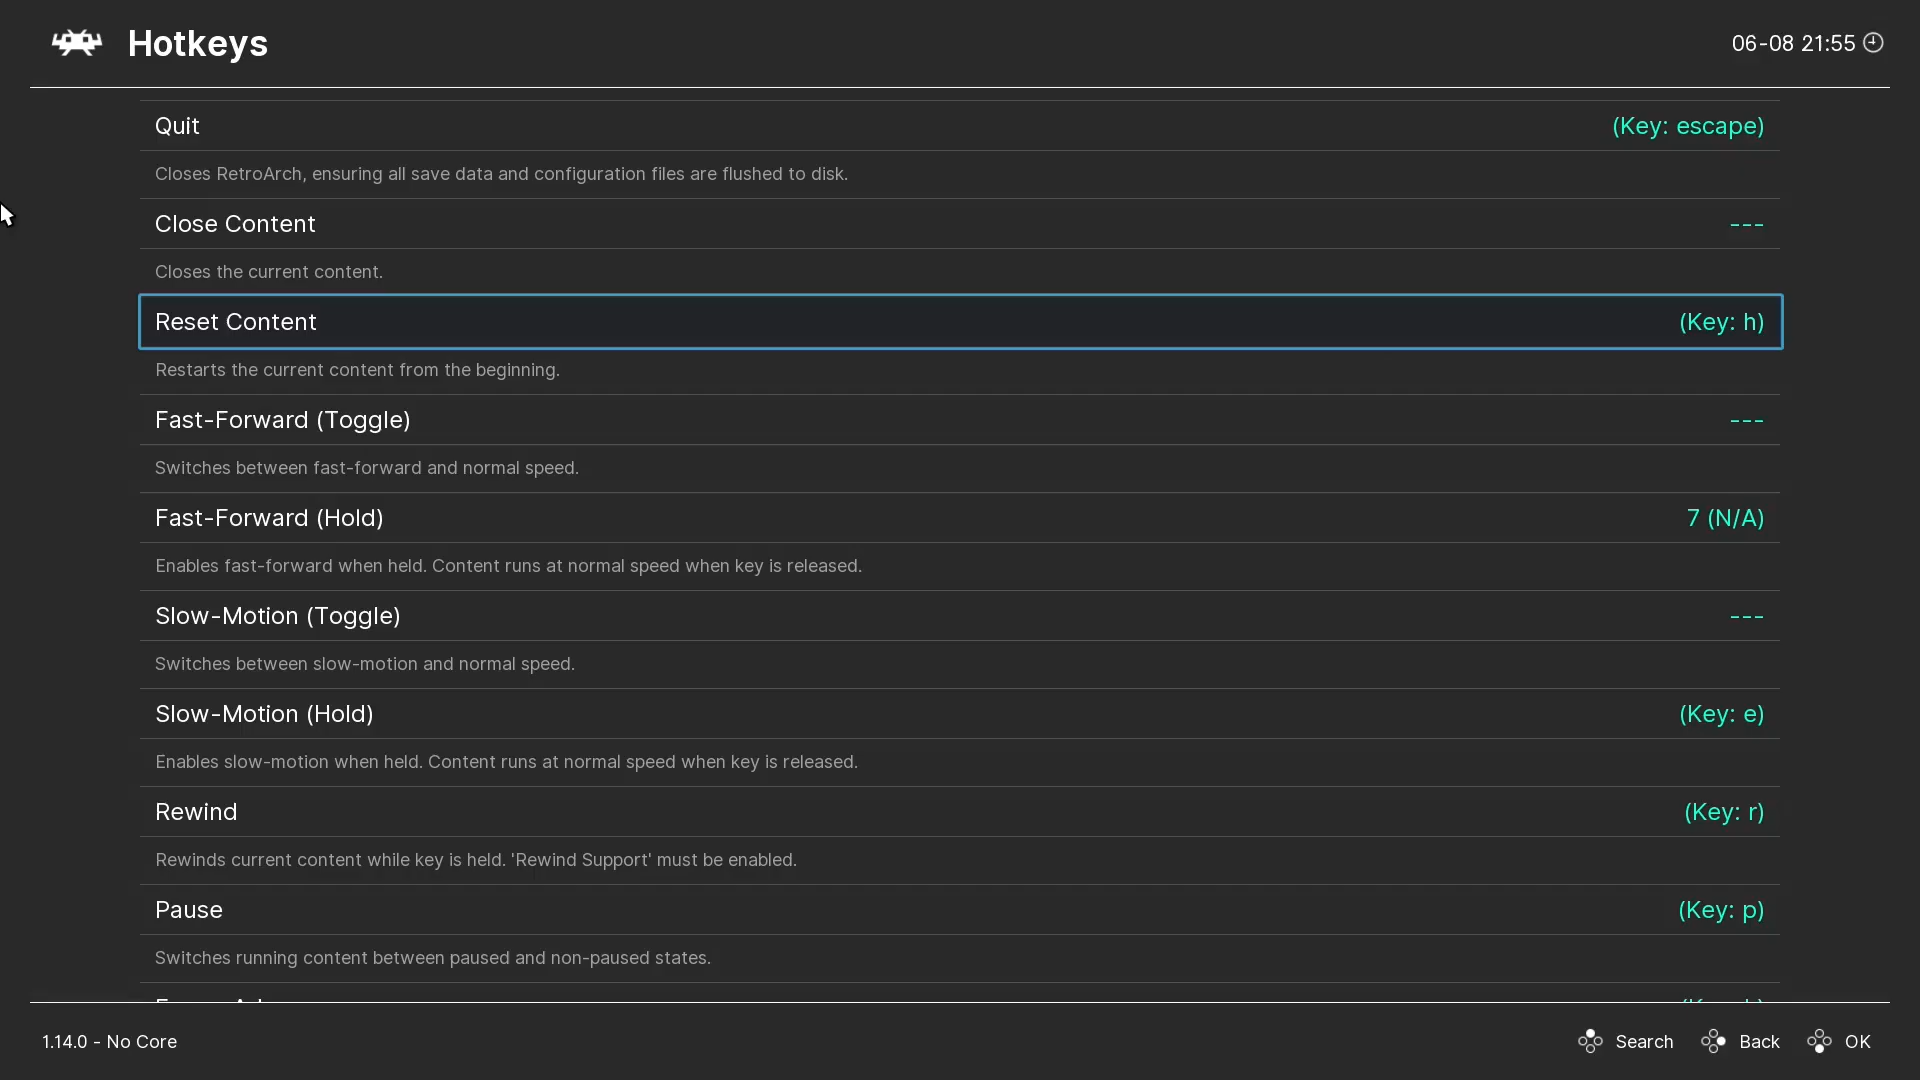 Hotkeys
06-08 21:55
Quit (Key: escape)
Closes RetroArch, ensuring all save data and configuration files are flushed to disk.
Close Content ---
Closes the current content.
Reset Content (Key: h)
Restarts the current content from the beginning.
Fast-Forward (Toggle) ---
Switches between fast-forward and normal speed.
Fast-Forward (Hold) 7 (N/A)
Enables fast-forward when held. Content runs at normal speed when key is released.
Slow-Motion (Toggle) ---
Switches between slow-motion and normal speed.
Slow-Motion (Hold) (Key: e)
Enables slow-motion when held. Content runs at normal speed when key is released.
Rewind (Key: r)
Rewinds current content while key is held. 'Rewind Support' must be enabled.
Pause (Key: p)
Switches running content between paused and non-paused states.
1.14.0 - No Core
Search Back OK